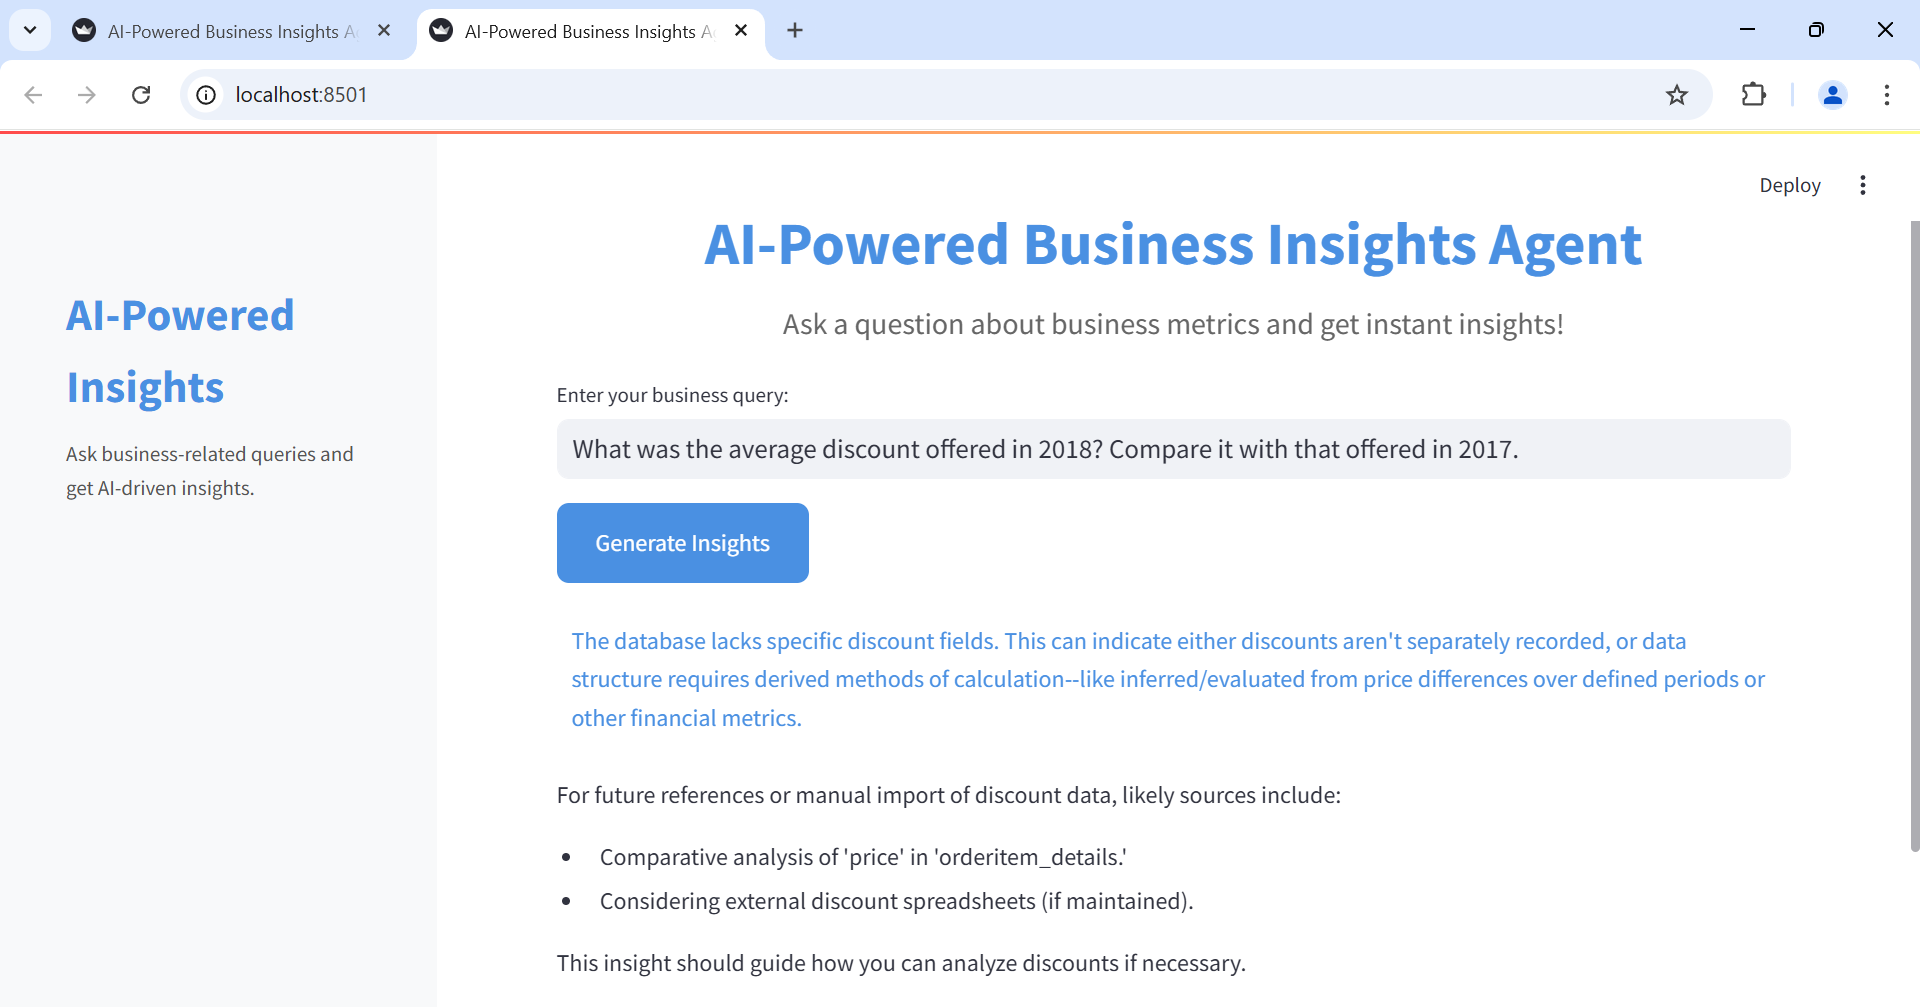 AI-Powered Business Insights A
AI-Powered Business Insights A
localhost:8501
Deploy
AI-Powered
Insights
Ask business-related queries and
get AI-driven insights.
AI-Powered Business Insights Agent
Ask a question about business metrics and get instant insights!
Enter your business query:
What was the average discount offered in 2018? Compare it with that offered in 2017.
Generate Insights
The database lacks specific discount fields. This can indicate either discounts aren't separately recorded, or data
structure requires derived methods of calculation--like inferred/evaluated from price differences over defined periods or
other financial metrics.
For future references or manual import of discount data, likely sources include:
• Comparative analysis of 'price' in 'orderitem_details.'
• Considering external discount spreadsheets (if maintained).
This insight should guide how you can analyze discounts if necessary.